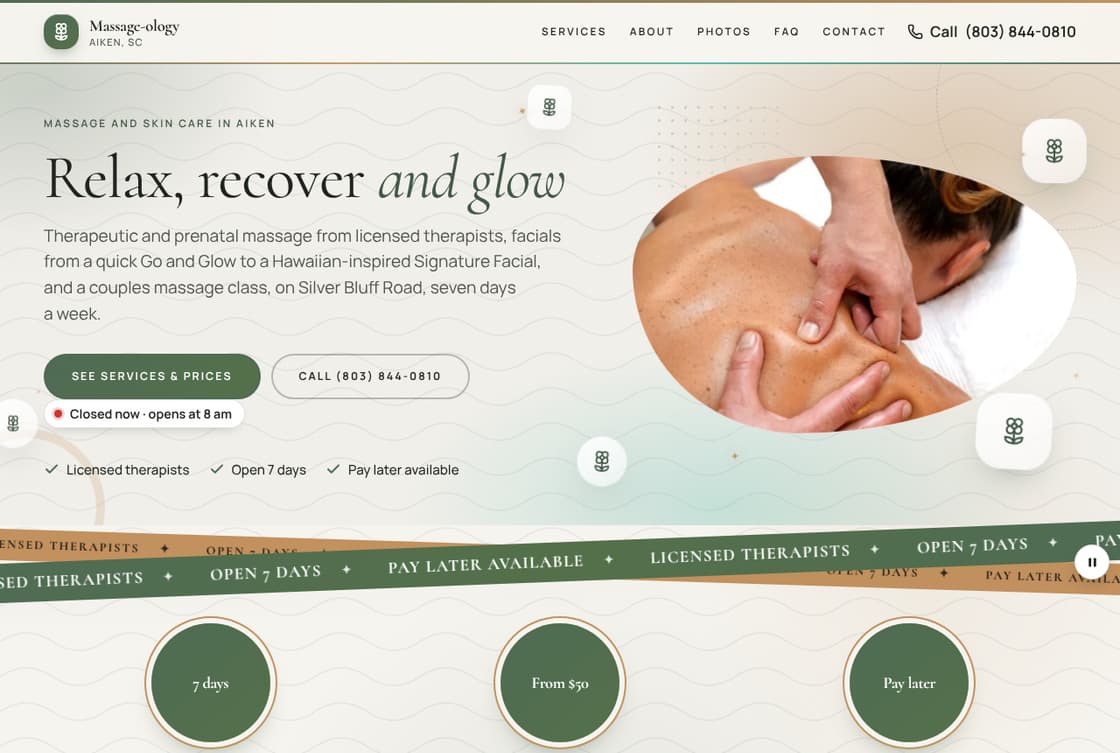 Massage-ology
AIKEN, SC
SERVICES ABOUT PHOTOS FAQ CONTACT Call (803) 844-0810
MASSAGE AND SKIN CARE IN AIKEN
Relax, recover and glow
Therapeutic and prenatal massage from licensed therapists, facials
from a quick Go and Glow to a Hawaiian-inspired Signature Facial,
and a couples massage class, on Silver Bluff Road, seven days
a week.
SEE SERVICES & PRICES CALL (803) 844-0810
Closed now · opens at 8 am
Licensed therapists Open 7 days Pay later available
ENSED THERAPISTS ✦ OPEN 7 DAYS ✦ OPEN 7 DAYS ✦ PAY LATER AVAILA
SED THERAPISTS ✦ OPEN 7 DAYS ✦ PAY LATER AVAILABLE ✦ LICENSED THERAPISTS ✦ OPEN 7 DAYS ✦ PAY
7 days From $50 Pay later